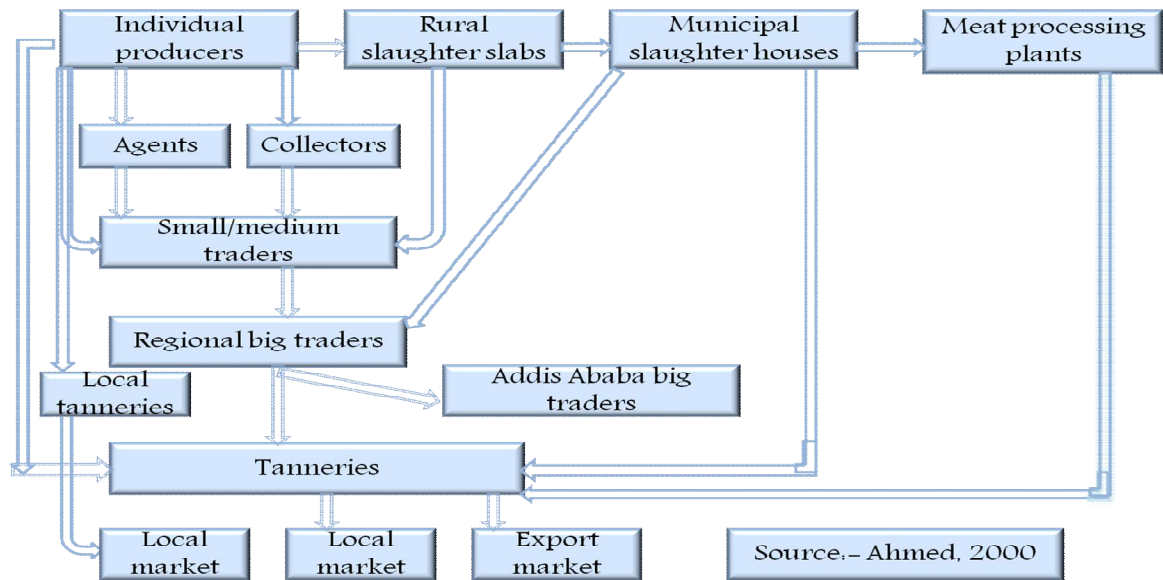 Individual
producers
Rural
slaughter slabs
Municipal
slaughter houses
Meat processing
plants
Agents
Collectors
Small/medium
traders
Regional big traders
Local
tanneries
Addis Ababa big
traders
Tanneries
Local
market
Local
market
Export
market
Source:- Ahmed, 2000